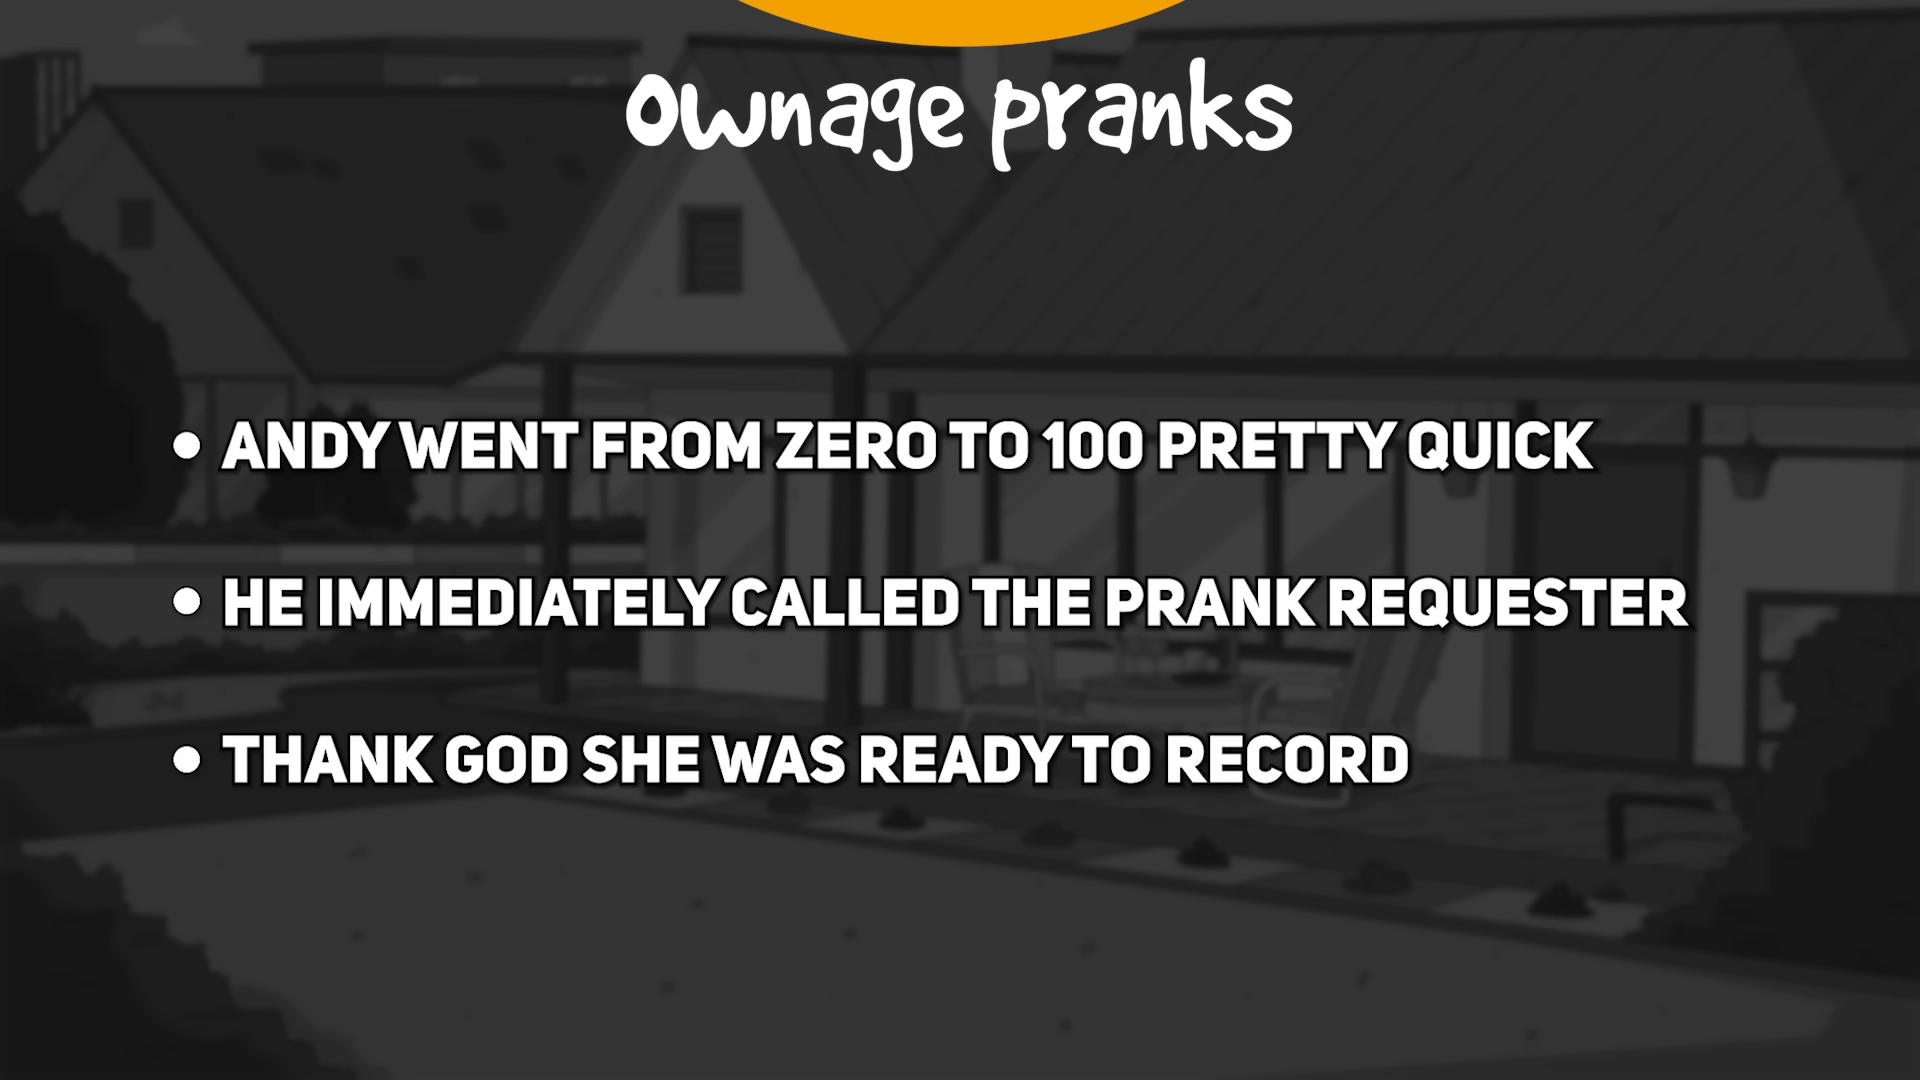 ownage pranks
• ANDY WENT FROM ZERO TO 100 PRETTY QUICK
• HE IMMEDIATELY CALLED THE PRANK REQUESTER
• THANK GOD SHE WAS READY TO RECORD